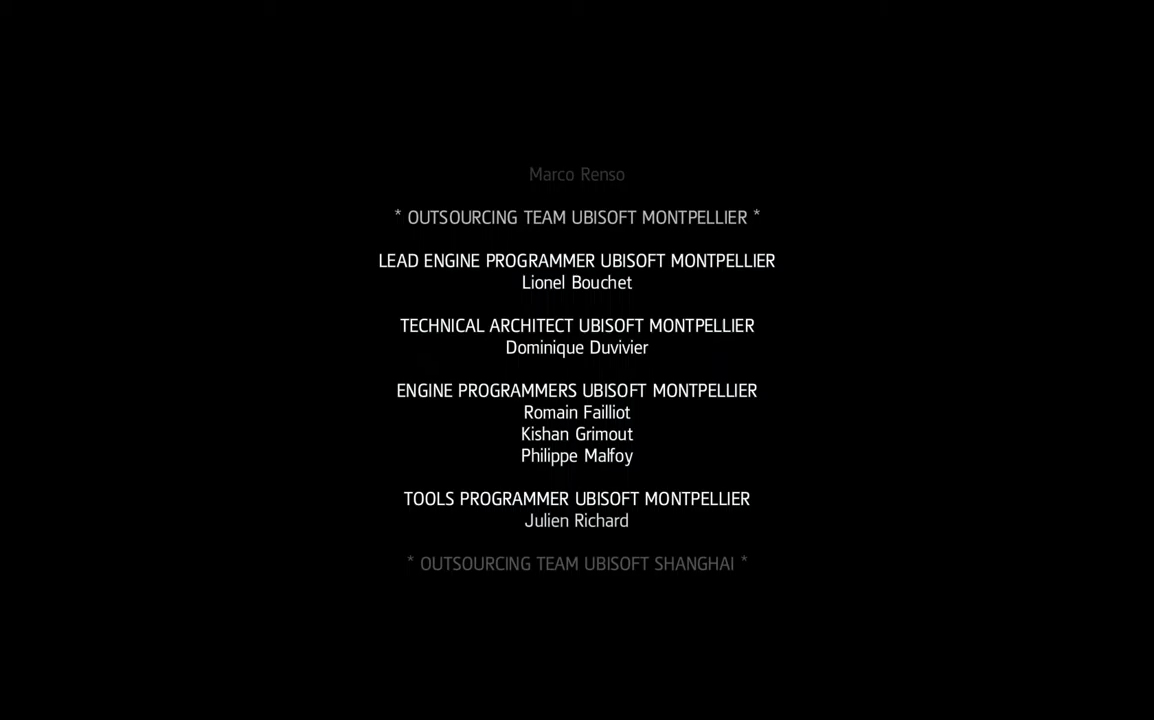 Marco Renso
* OUTSOURCING TEAM UBISOFT MONTPELLIER *
LEAD ENGINE PROGRAMMER UBISOFT MONTPELLIER
Lionel Bouchet
TECHNICAL ARCHITECT UBISOFT MONTPELLIER
Dominique Duvivier
ENGINE PROGRAMMERS UBISOFT MONTPELLIER
Romain Failliot
Kishan Grimout
Philippe Malfoy
TOOLS PROGRAMMER UBISOFT MONTPELLIER
Julien Richard
* OUTSOURCING TEAM UBISOFT SHANGHAI *